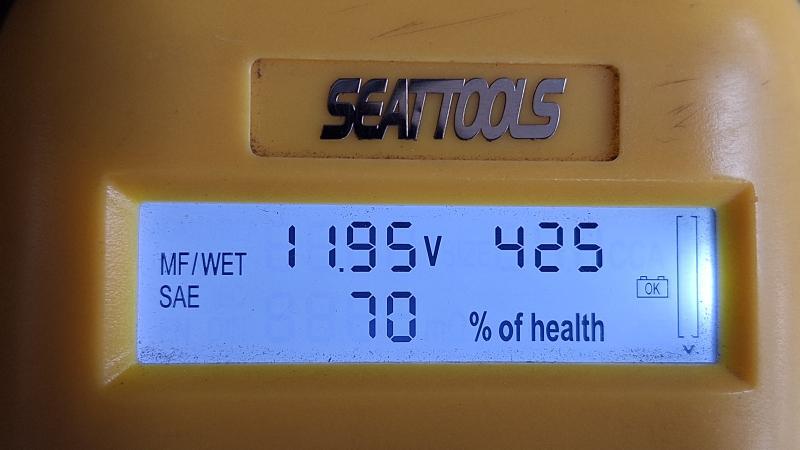 SEATTOOLS
MF/WET 11.95V 425
SAE 70 % of health
OK